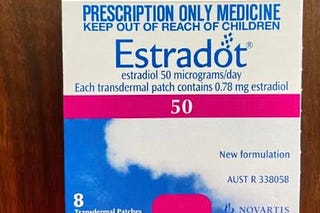 PRESCRIPTION ONLY MEDICINE
KEEP OUT OF REACH OF CHILDREN
Estradot®
estradiol 50 micrograms/day
Each transdermal patch contains 0.78 mg estradiol
50
New formulation
AUST R 338058
8
Transdermal Patches
NOVARTIS